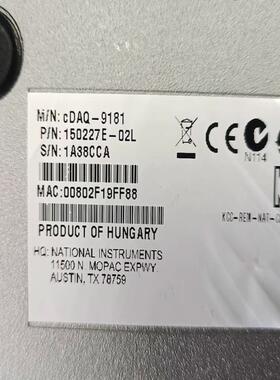 M/N: cDAQ-9181
P/N: 150227E-02L
S/N: 1A38CCA
MAC:00802F19FF88
PRODUCT OF HUNGARY
HQ: NATIONAL INSTRUMENTS
11500 N. MOPAC EXPWY.
AUSTIN, TX 78759
CE
N114
KCC-REM-NAT-